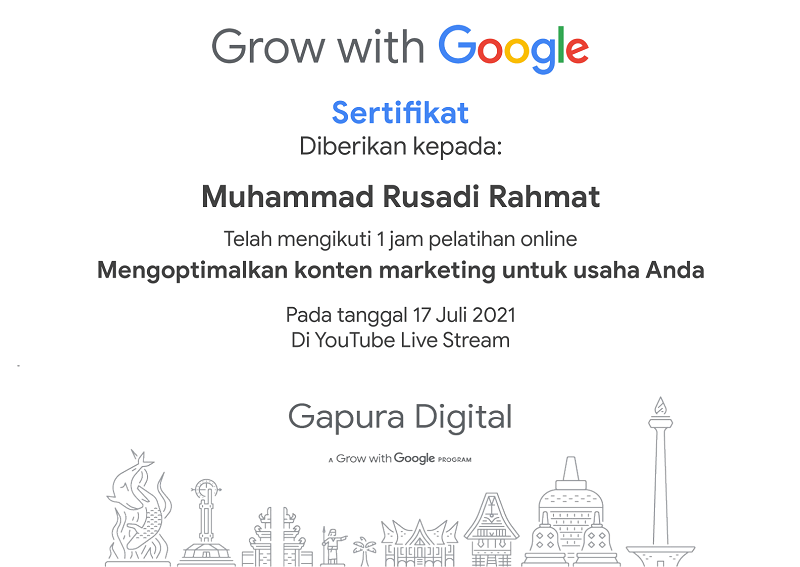 Grow with Google
Sertifikat
Diberikan kepada:
Muhammad Rusadi Rahmat
Telah mengikuti 1 jam pelatihan online
Mengoptimalkan konten marketing untuk usaha Anda
Pada tanggal 17 Juli 2021
Di YouTube Live Stream
Gapura Digital
A Grow with Google PROGRAM